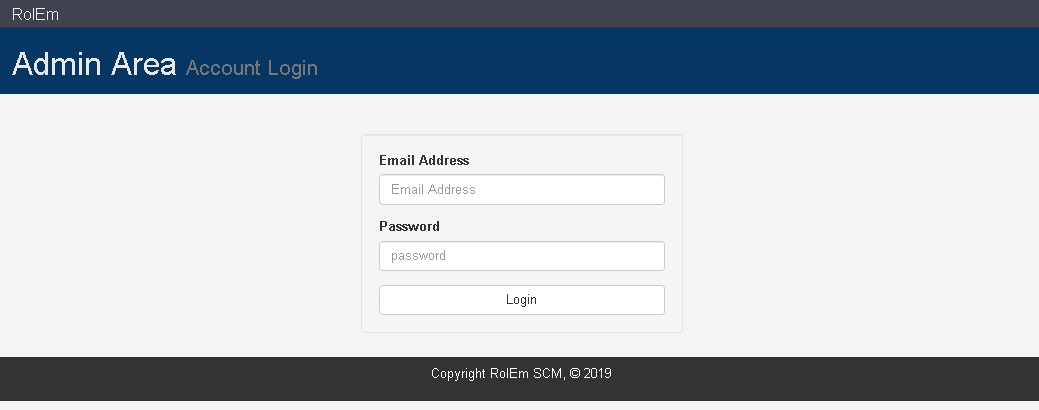 RolEm
Admin Area Account Login
Email Address
Email Address
Password
password
Login
Copyright RolEm SCM, © 2019